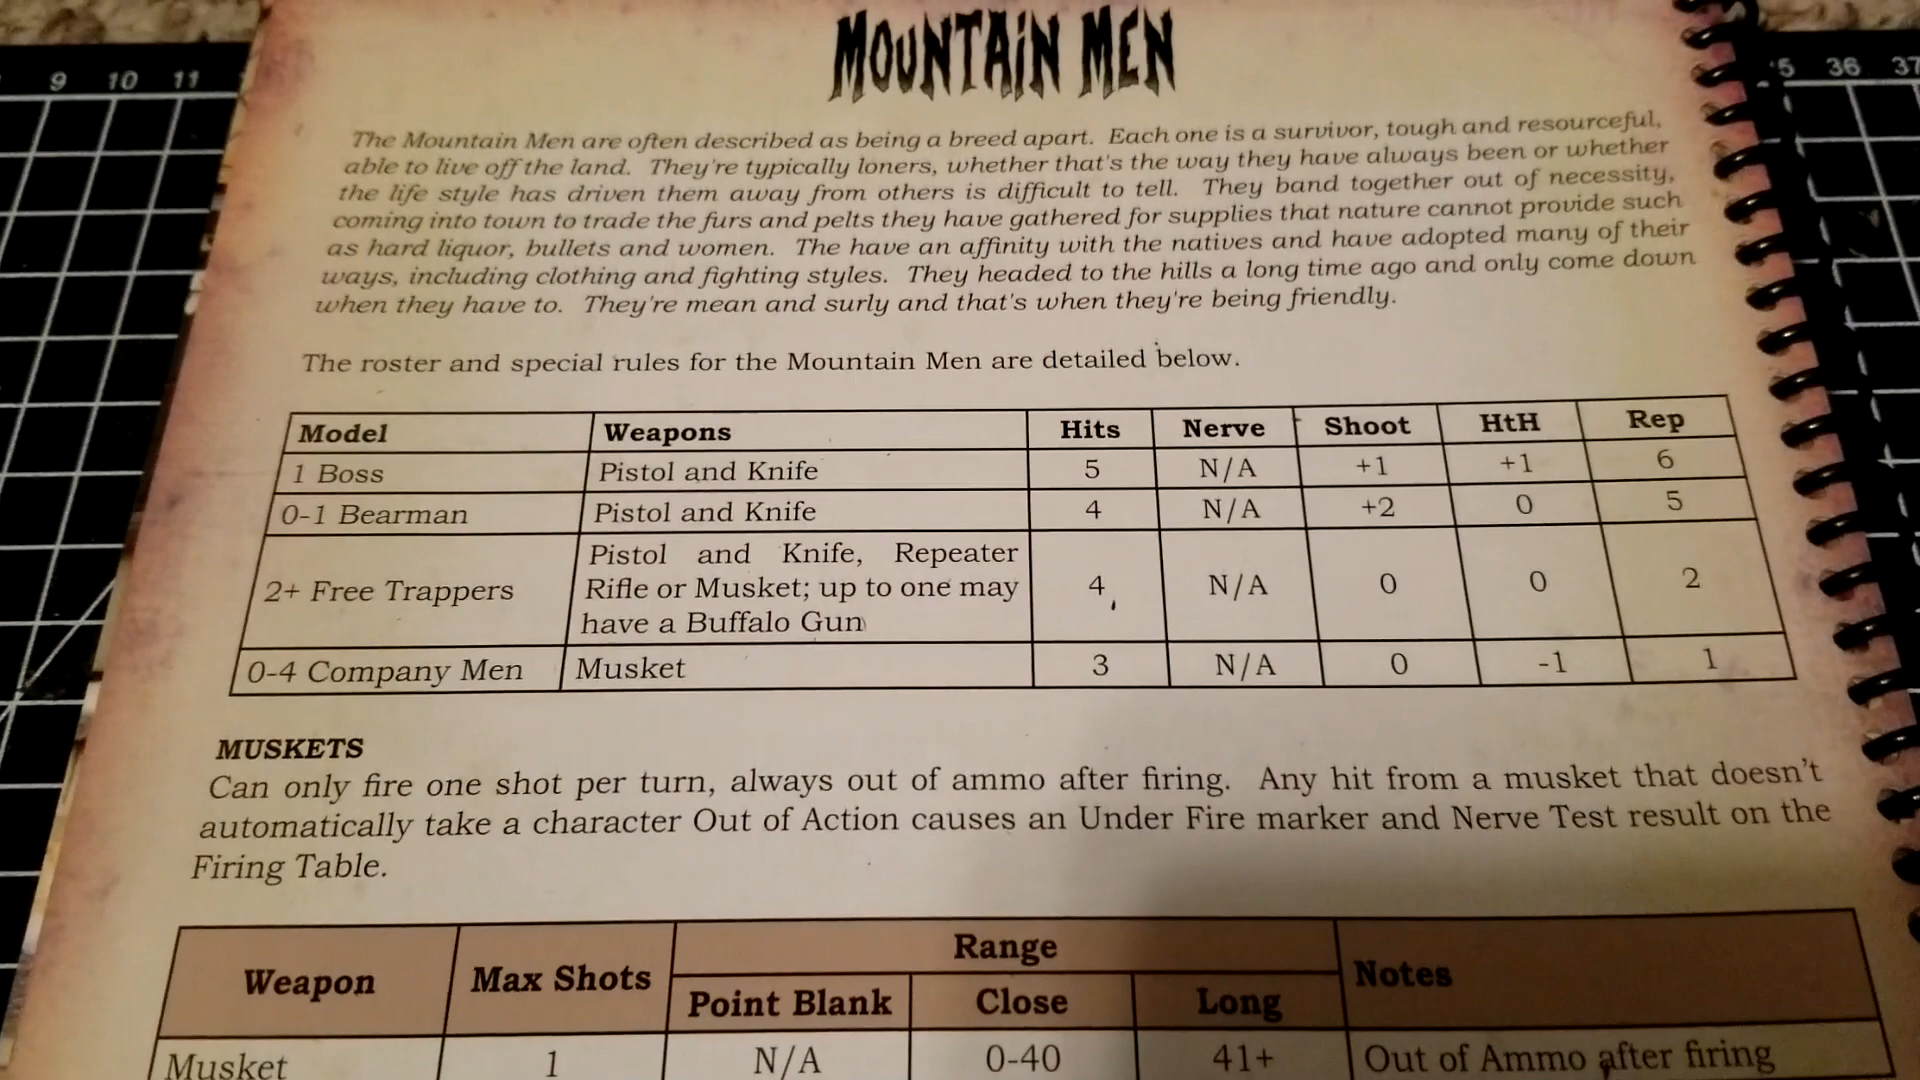 9 10 11
35 36 37
MOUNTAIN MEN
The Mountain Men are often described as being a breed apart. Each one is a survivor, tough and resourceful,
able to live off the land. They're typically loners, whether that's the way they have always been or whether
the life style has driven them away from others is difficult to tell. They band together out of necessity,
coming into town to trade the furs and pelts they have gathered for supplies that nature cannot provide such
as hard liquor, bullets and women. The have an affinity with the natives and have adopted many of their
ways, including clothing and fighting styles. They headed to the hills a long time ago and only come down
when they have to. They're mean and surly and that's when they're being friendly.
The roster and special rules for the Mountain Men are detailed below.
Model Weapons Hits Nerve Shoot HtH Rep
1 Boss Pistol and Knife 5 N/A +1 +1 6
0-1 Bearman Pistol and Knife 4 N/A +2 0 5
Pistol and Knife, Repeater
2+ Free Trappers Rifle or Musket; up to one may 4 N/A 0 0 2
have a Buffalo Gun
0-4 Company Men Musket 3 N/A 0 -1 1
MUSKETS
Can only fire one shot per turn, always out of ammo after firing. Any hit from a musket that doesn't
automatically take a character Out of Action causes an Under Fire marker and Nerve Test result on the
Firing Table.
Range
Weapon Max Shots Notes
Point Blank Close Long
Musket 1 N/A 0-40 41+ Out of Ammo after firing